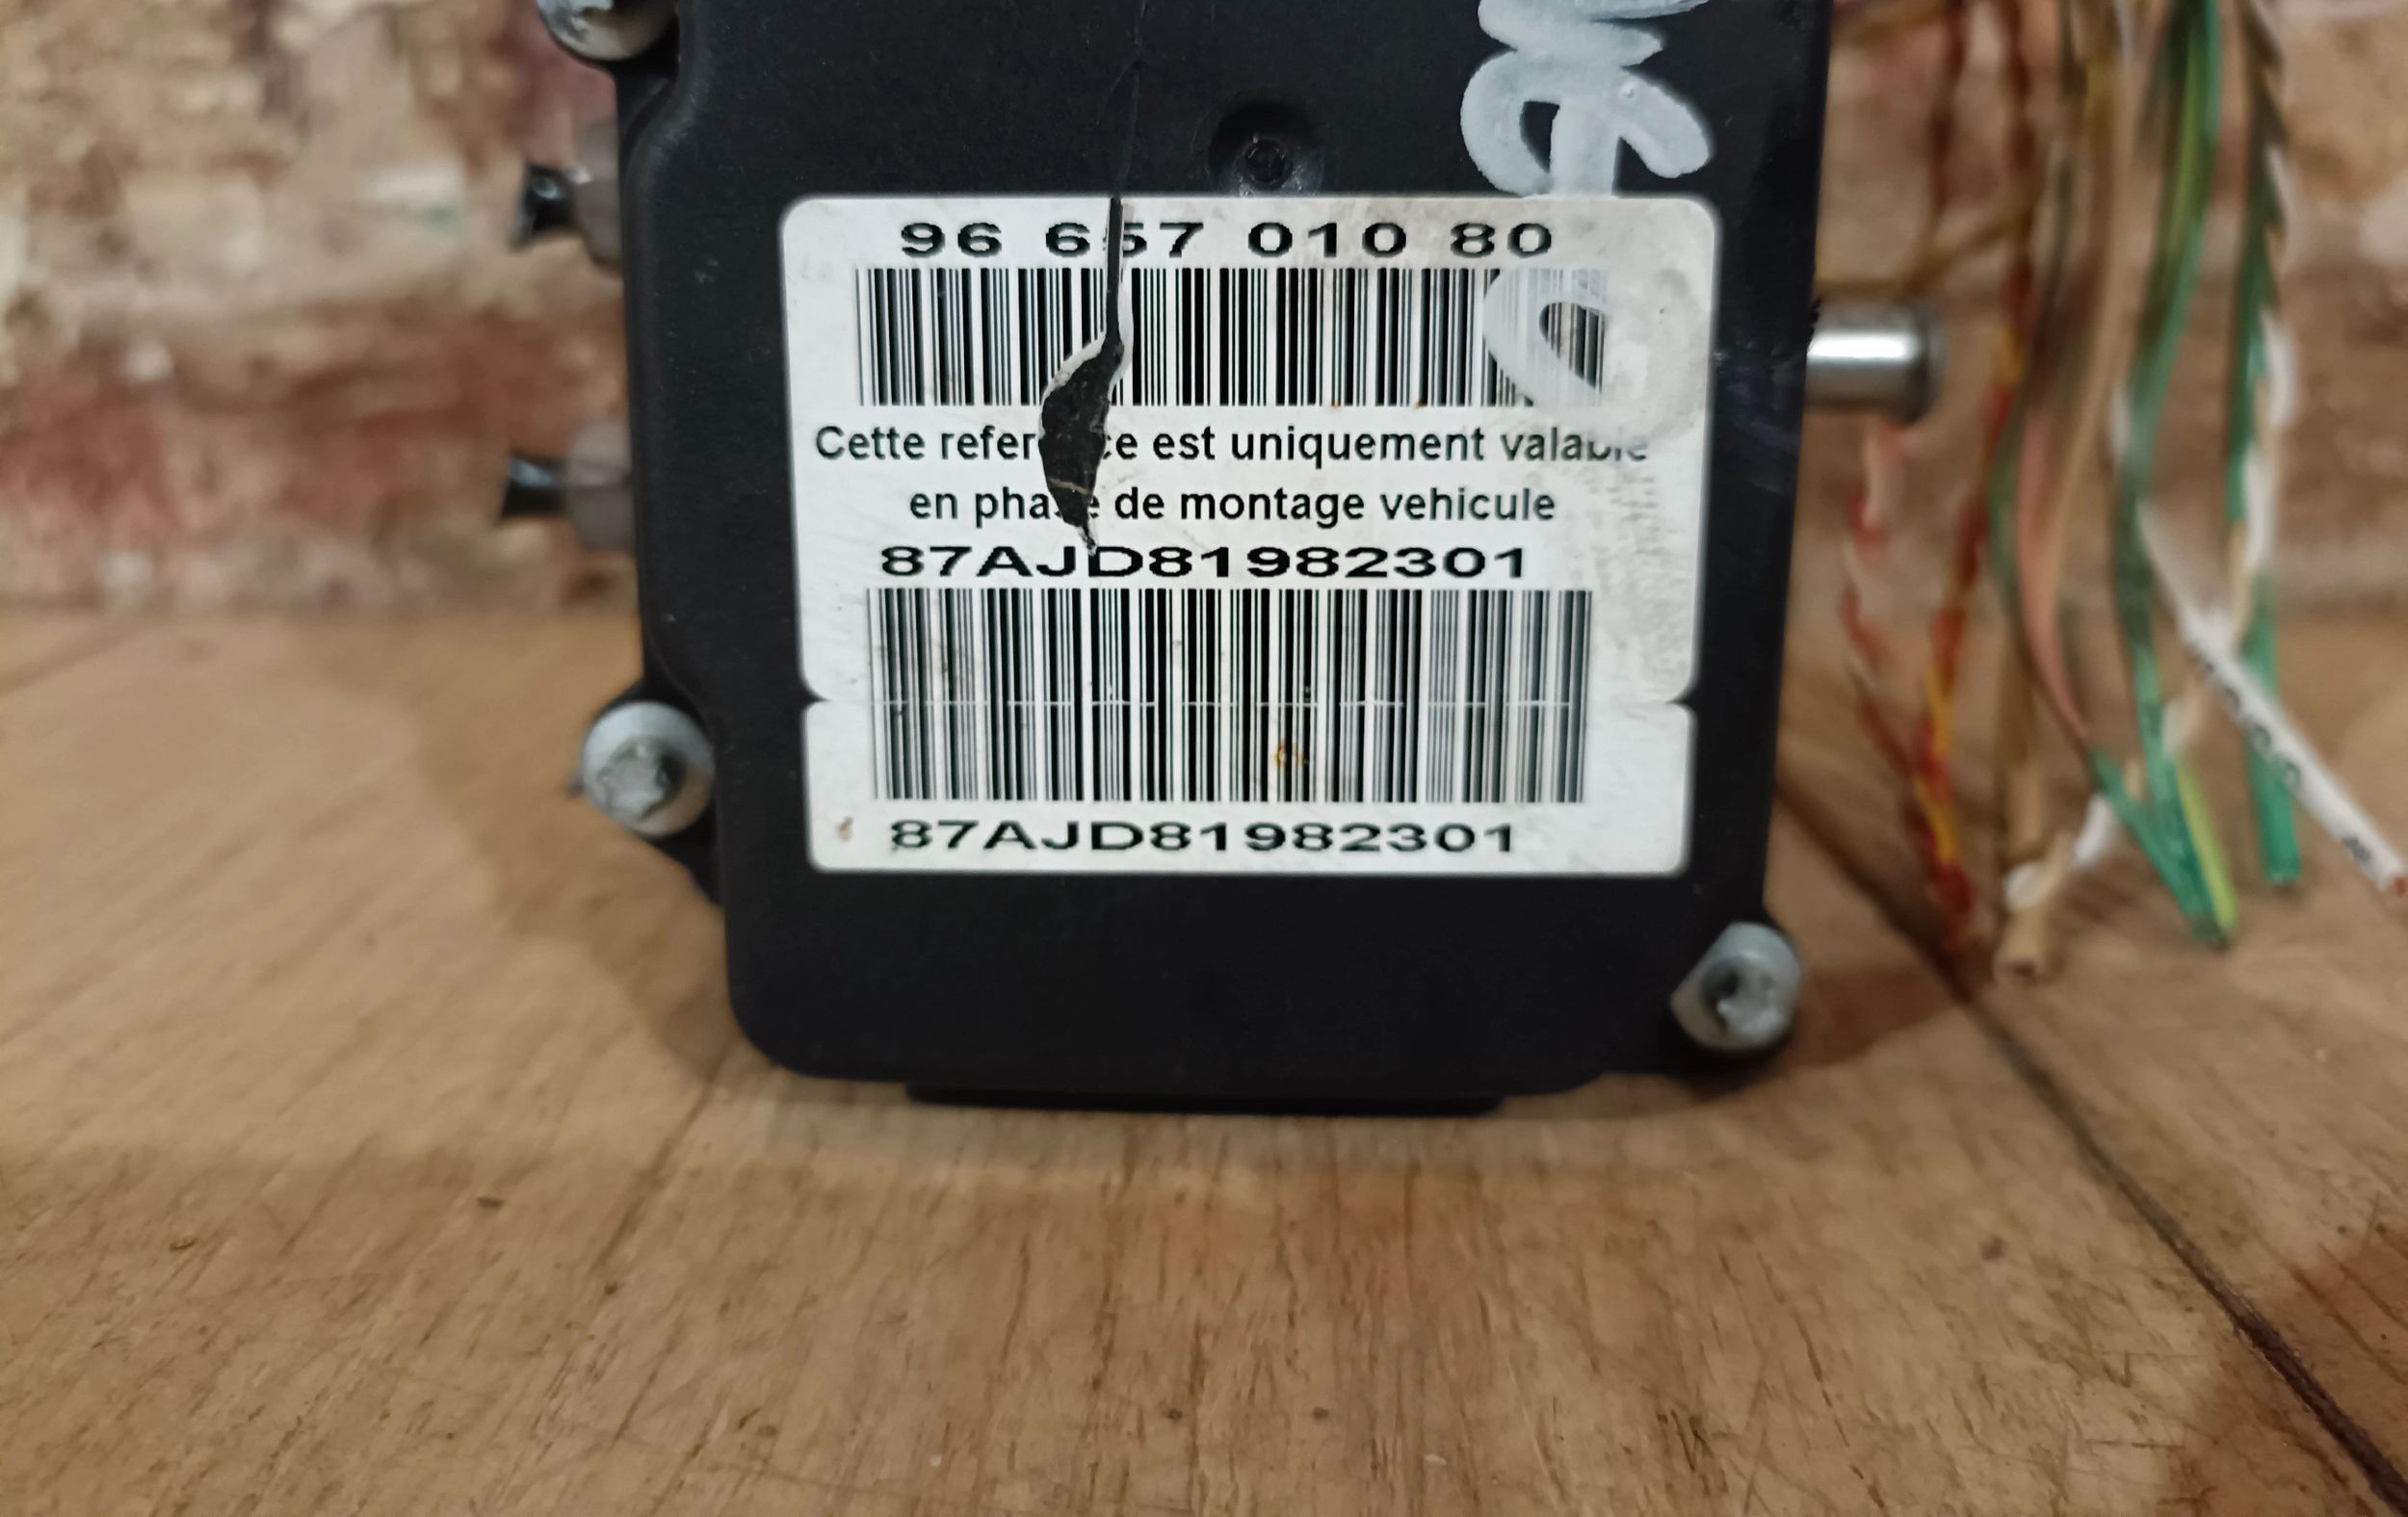 96 657 010 80
Cette reference est uniquement valable
en phase de montage vehicule
87AJD81982301
87AJD81982301